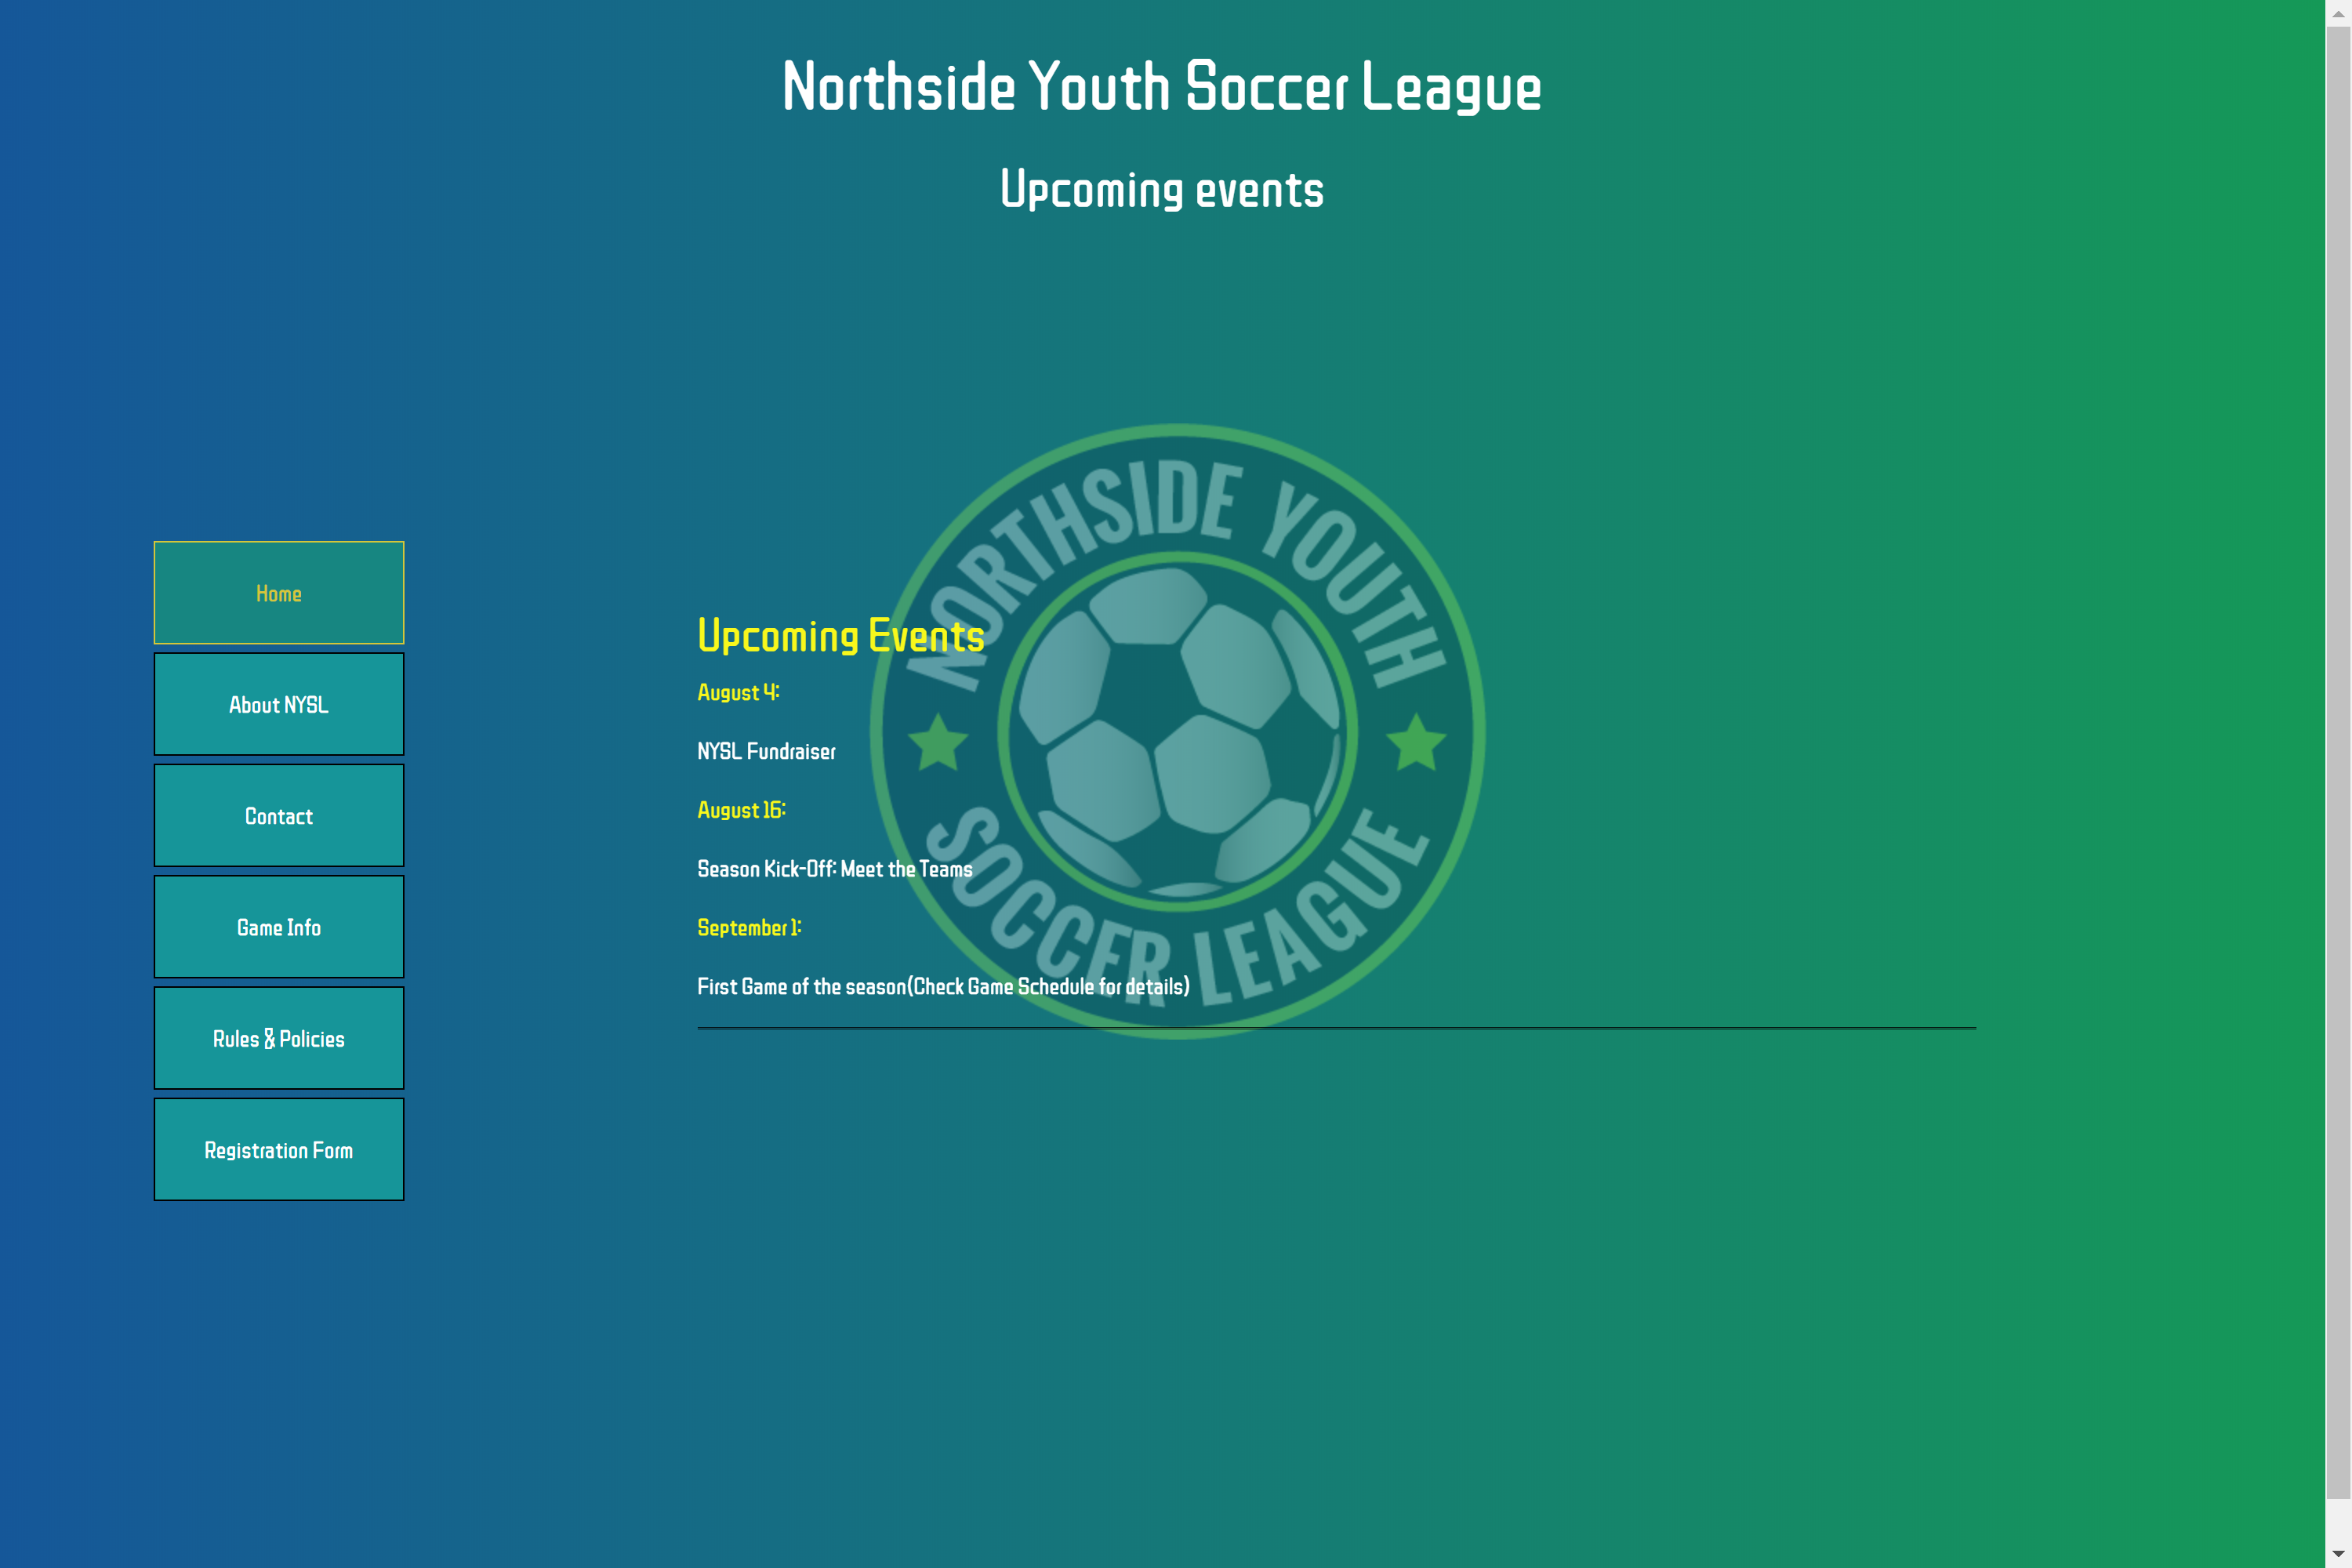 Northside Youth Soccer League
Upcoming events
Home
About NYSL
Contact
Game Info
Rules & Policies
Registration Form
NORTHSIDE YOUTH
SOCCER LEAGUE
Upcoming Events
August 4:
NYSL Fundraiser
August 16:
Season Kick-Off: Meet the Teams
September 1:
First Game of the season(Check Game Schedule for details)